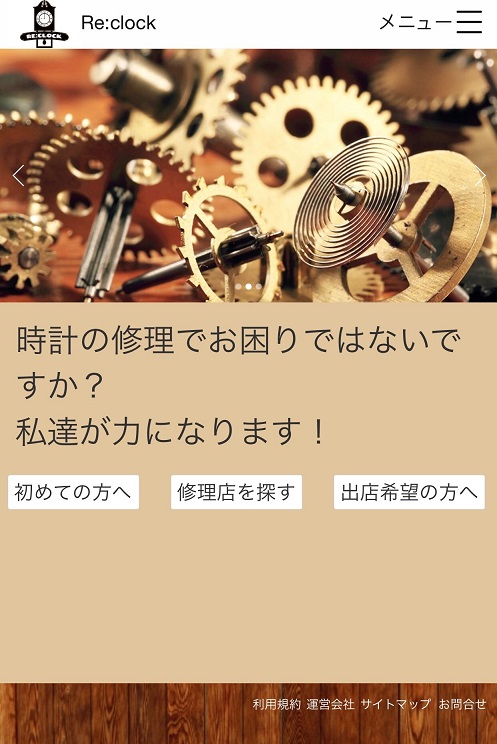 RE:CLOCK
Re:clock
メニュー
時計の修理でお困りではないで
すか？
私達が力になります！
初めての方へ
修理店を探す
出店希望の方へ
利用規約 運営会社 サイトマップ お問合せ